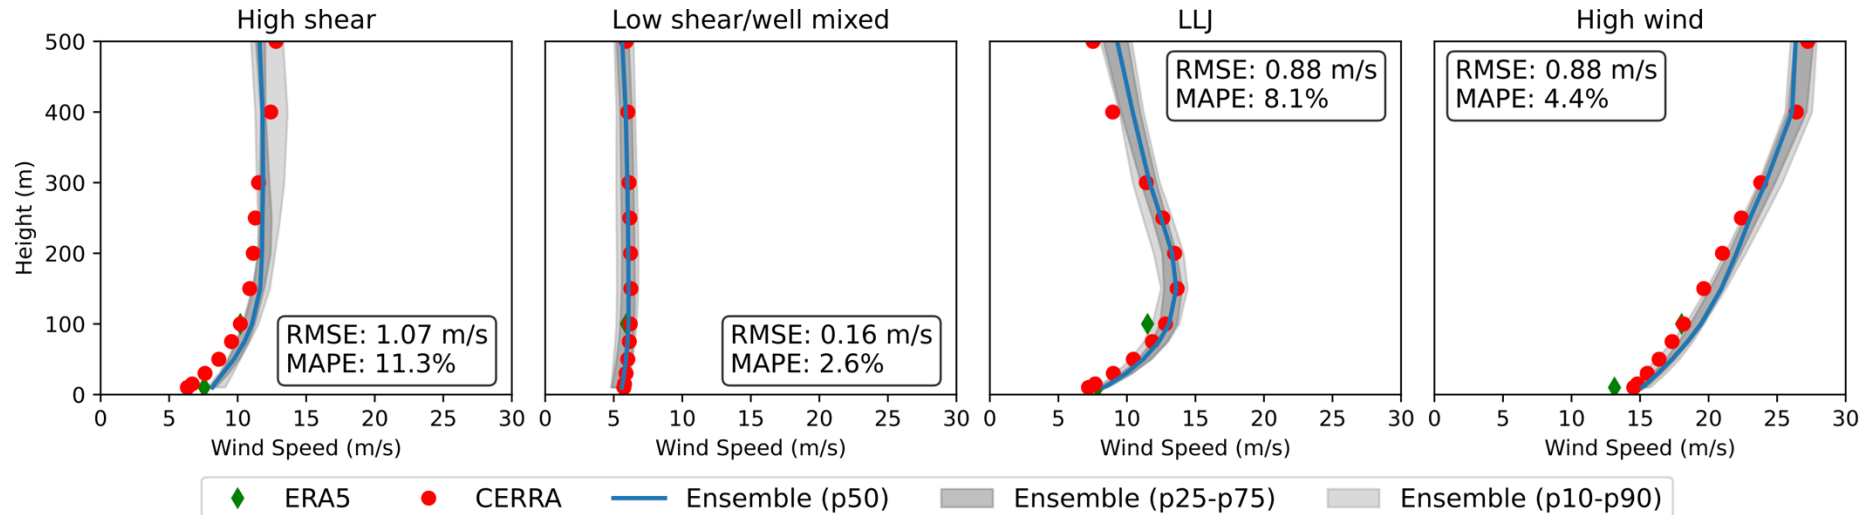 High shear
Low shear/well mixed
LLJ
High wind
500
400
300
200
100
0
Height (m)
RMSE: 1.07 m/s
MAPE: 11.3%
RMSE: 0.16 m/s
MAPE: 2.6%
RMSE: 0.88 m/s
MAPE: 8.1%
RMSE: 0.88 m/s
MAPE: 4.4%
0 5 10 15 20 25 30
0 5 10 15 20 25 30
0 5 10 15 20 25 30
0 5 10 15 20 25 30
Wind Speed (m/s)
Wind Speed (m/s)
Wind Speed (m/s)
Wind Speed (m/s)
ERA5 CERRA Ensemble (p50) Ensemble (p25-p75) Ensemble (p10-p90)